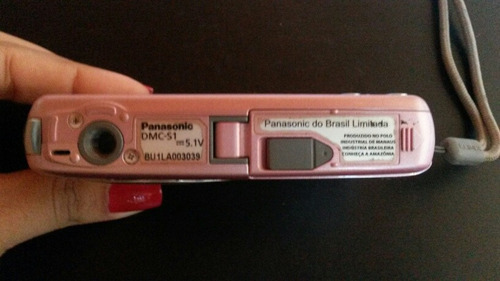 Panasonic
DMC-S1
5.1V
BU1LA003039
Panasonic do Brasil Limitada
PRODUZIDO NO POLO
INDUSTRIAL DE MANAUS
INDÚSTRIA BRASILEIRA
CONHEÇA A AMAZÔNIA